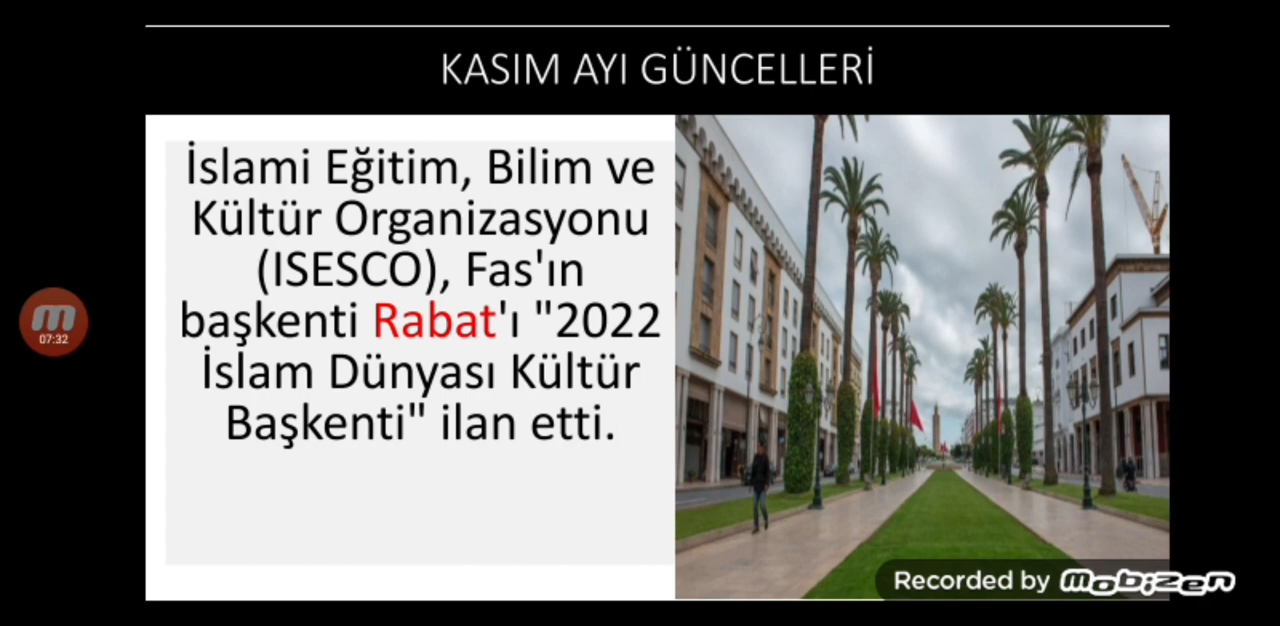 KASIM AYI GÜNCELLERİ
İslami Eğitim, Bilim ve
Kültür Organizasyonu
(ISESCO), Fas'ın
başkenti Rabat'ı "2022
İslam Dünyası Kültür
Başkenti" ilan etti.
07:32
Recorded by mobizen